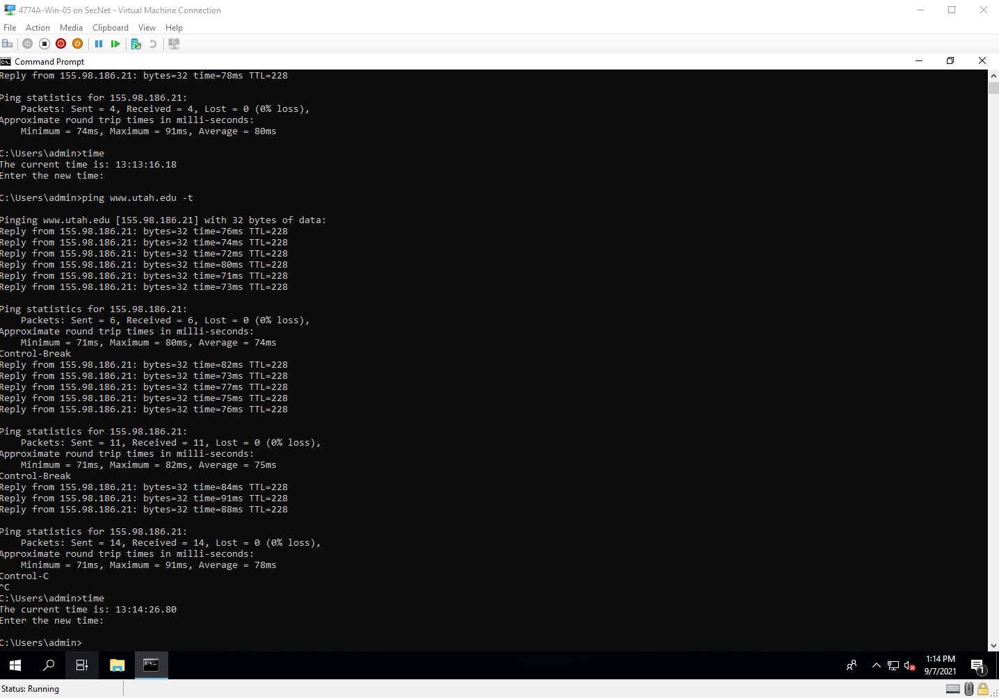 4774A-Win-05 on SecNet - Virtual Machine Connection
File Action Media Clipboard View Help
Command Prompt
Reply from 155.98.186.21: bytes=32 time=78ms TTL=228
Ping statistics for 155.98.186.21:
Packets: Sent = 4, Received = 4, Lost = 0 (0% loss),
Approximate round trip times in milli-seconds:
Minimum = 74ms, Maximum = 91ms, Average = 80ms
C:\Users\admin>time
The current time is: 13:13:16.18
Enter the new time:
C:\Users\admin>ping www.utah.edu -t
Pinging www.utah.edu [155.98.186.21] with 32 bytes of data:
Reply from 155.98.186.21: bytes=32 time=76ms TTL=228
Reply from 155.98.186.21: bytes=32 time=74ms TTL=228
Reply from 155.98.186.21: bytes=32 time=72ms TTL=228
Reply from 155.98.186.21: bytes=32 time=80ms TTL=228
Reply from 155.98.186.21: bytes=32 time=71ms TTL=228
Reply from 155.98.186.21: bytes=32 time=73ms TTL=228
Ping statistics for 155.98.186.21:
Packets: Sent = 6, Received = 6, Lost = 0 (0% loss),
Approximate round trip times in milli-seconds:
Minimum = 71ms, Maximum = 80ms, Average = 74ms
Control-Break
Reply from 155.98.186.21: bytes=32 time=82ms TTL=228
Reply from 155.98.186.21: bytes=32 time=73ms TTL=228
Reply from 155.98.186.21: bytes=32 time=77ms TTL=228
Reply from 155.98.186.21: bytes=32 time=75ms TTL=228
Reply from 155.98.186.21: bytes=32 time=76ms TTL=228
Ping statistics for 155.98.186.21:
Packets: Sent = 11, Received = 11, Lost = 0 (0% loss),
Approximate round trip times in milli-seconds:
Minimum = 71ms, Maximum = 82ms, Average = 75ms
Control-Break
Reply from 155.98.186.21: bytes=32 time=84ms TTL=228
Reply from 155.98.186.21: bytes=32 time=91ms TTL=228
Reply from 155.98.186.21: bytes=32 time=88ms TTL=228
Ping statistics for 155.98.186.21:
Packets: Sent = 14, Received = 14, Lost = 0 (0% loss),
Approximate round trip times in milli-seconds:
Minimum = 71ms, Maximum = 91ms, Average = 78ms
Control-C
^C
C:\Users\admin>time
The current time is: 13:14:26.80
Enter the new time:
C:\Users\admin>
1:14 PM
9/7/2021
1
Status: Running